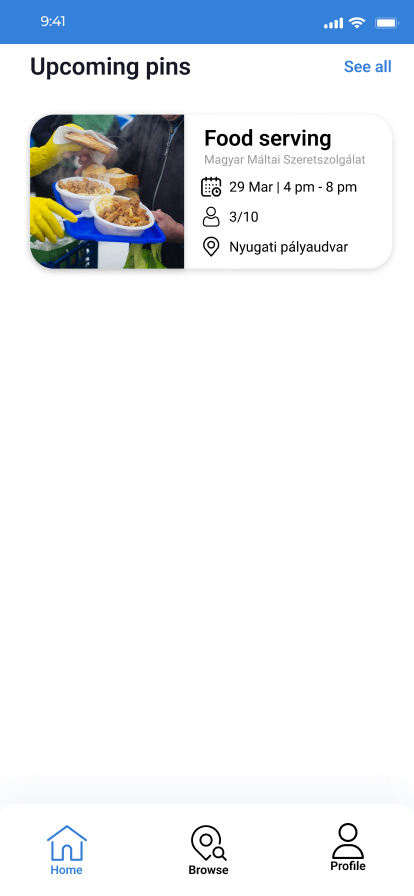 9:41
Upcoming pins
See all
Food serving
Magyar Máltai Szeretszolgálat
29 Mar | 4 pm - 8 pm
3/10
Nyugati pályaudvar
Home
Browse
Profile